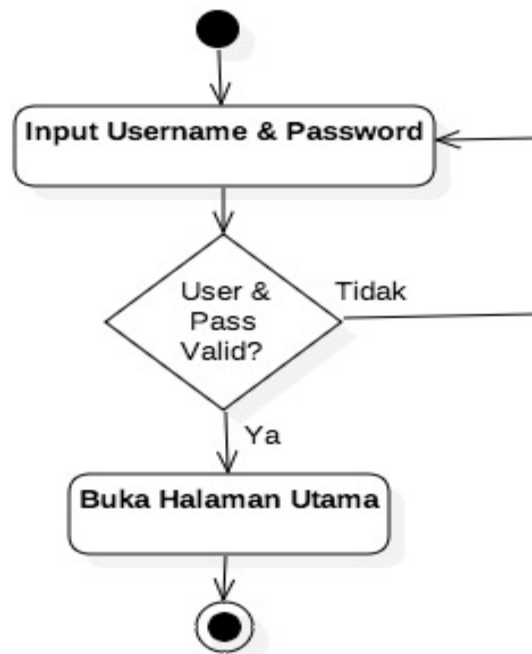 Input Username & Password
User &
Pass
Valid?
Tidak
Ya
Buka Halaman Utama